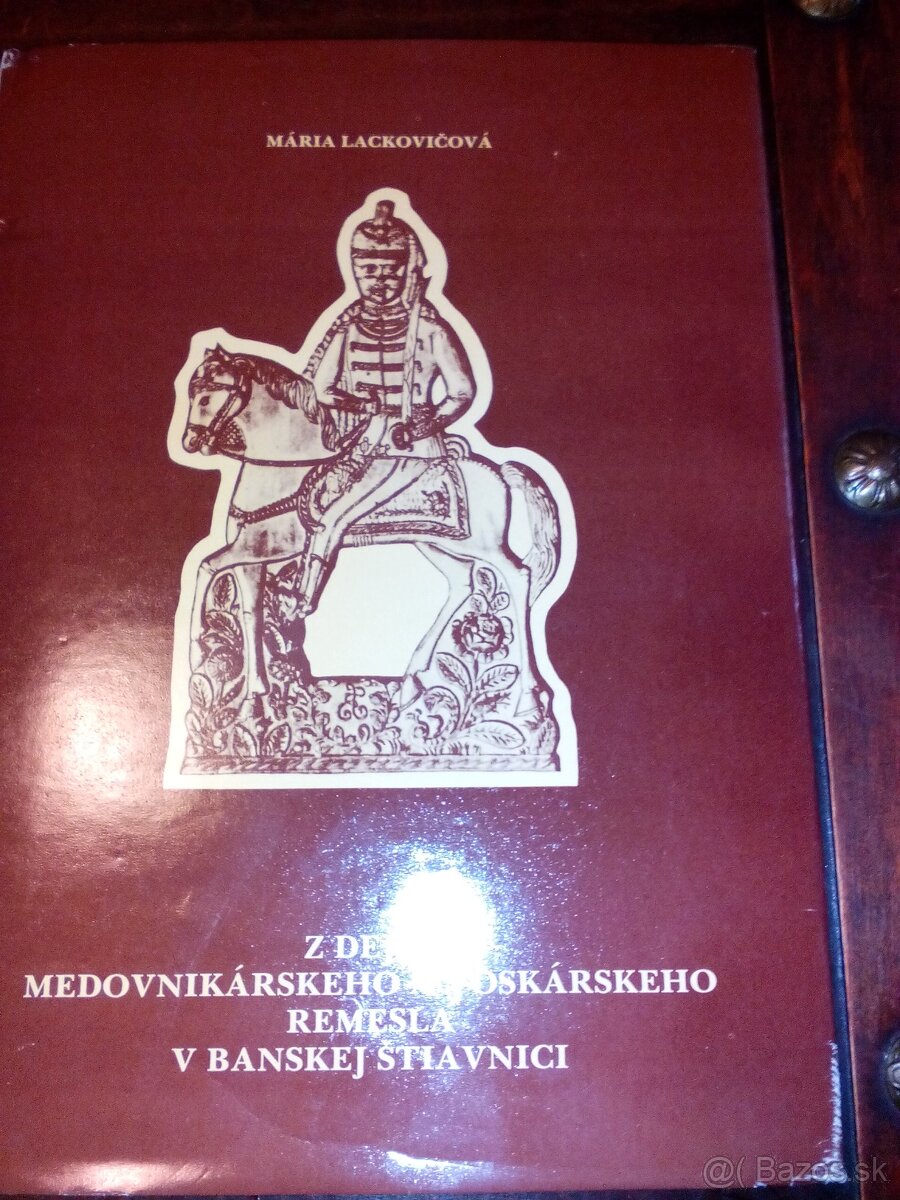 MÁRIA LACKOVIČOVÁ
Z
MEDOVNIKÁRSKEHO
REMESLA
V BANSKEJ ŠTIAVNICI
@( Bazos.sk